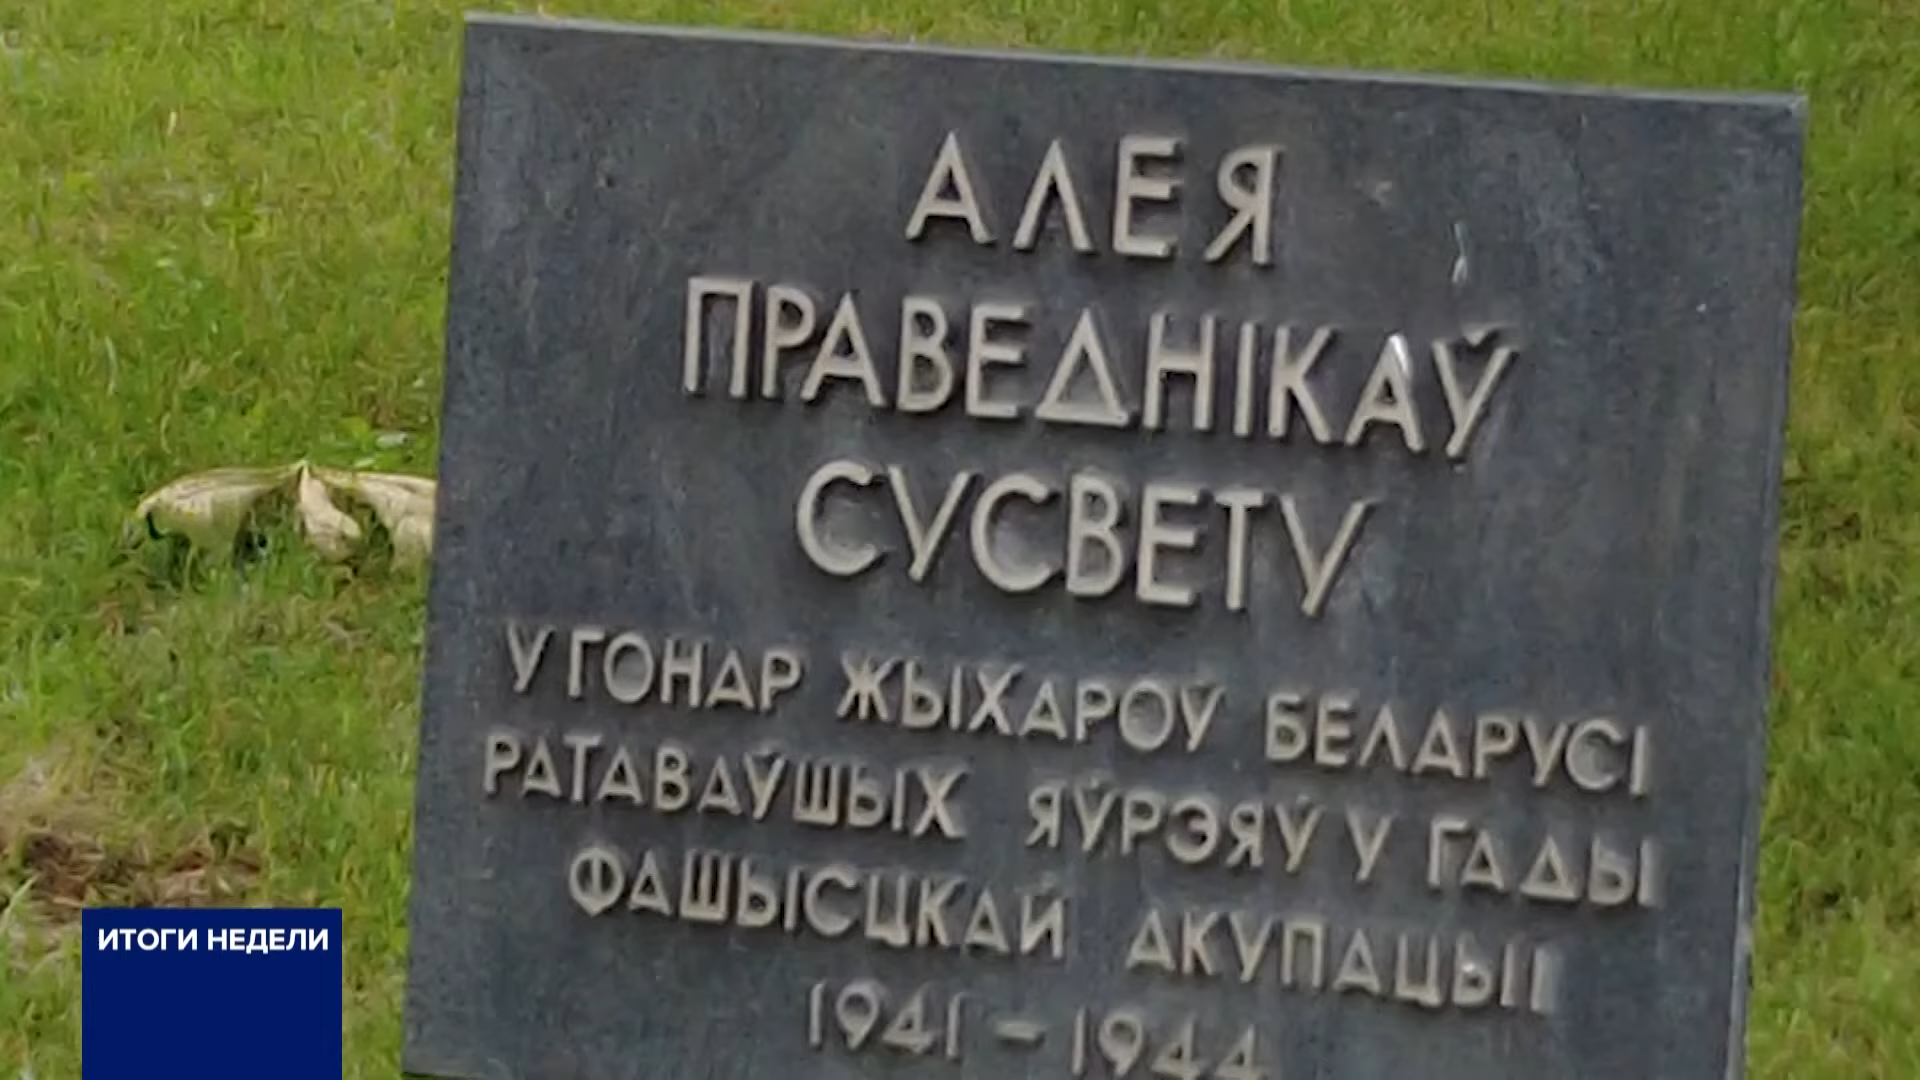 АЛЕЯ
ПРАВЕДНІКАЎ
СУСВЕТУ
У ГОНАР ЖЫХАРОЎ БЕЛАРУСІ
РАТАВАЎШЫХ ЯЎРЭЯЎ У ГАДЫ
ФАШЫСЦКАЙ АКУПАЦЫІ
1941 – 1944
ИТОГИ НЕДЕЛИ